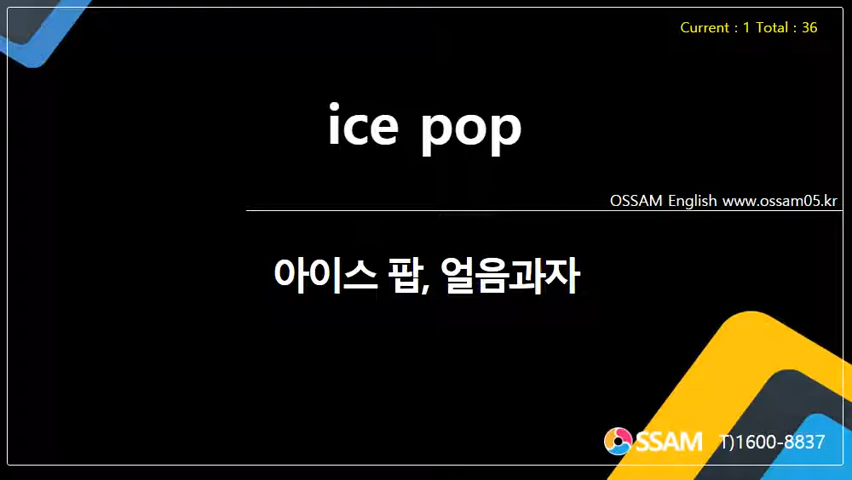 Current : 1 Total : 36
ice pop
OSSAM English www.ossam05.kr
아이스 팝, 얼음과자
OSSAM T)1600-8837